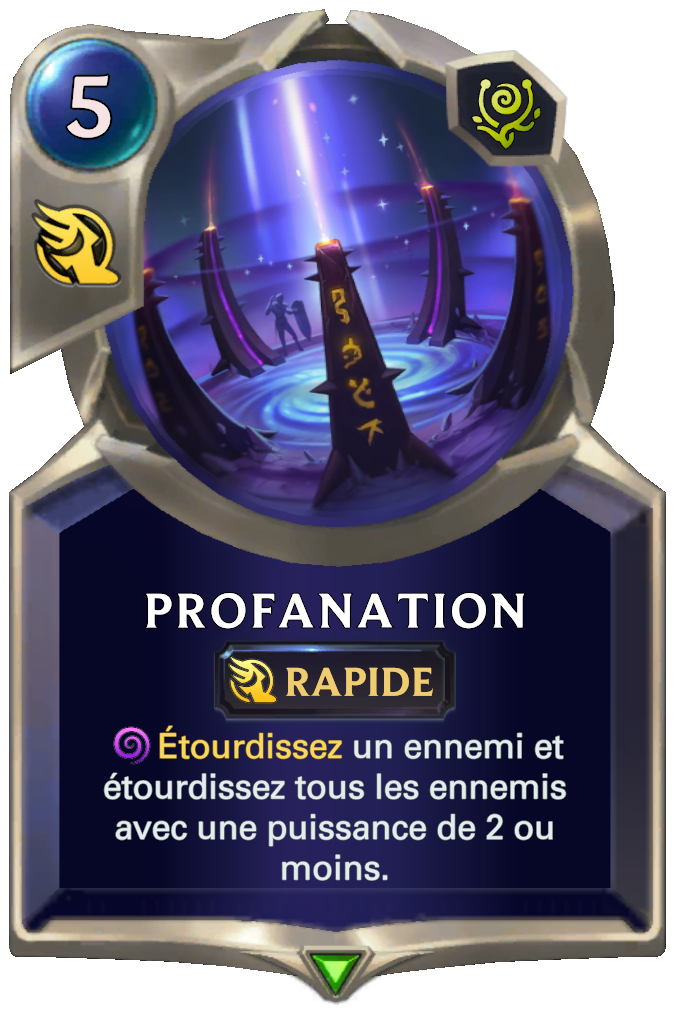 5
PROFANATION
RAPIDE
Étourdissez un ennemi et
étourdissez tous les ennemis
avec une puissance de 2 ou
moins.